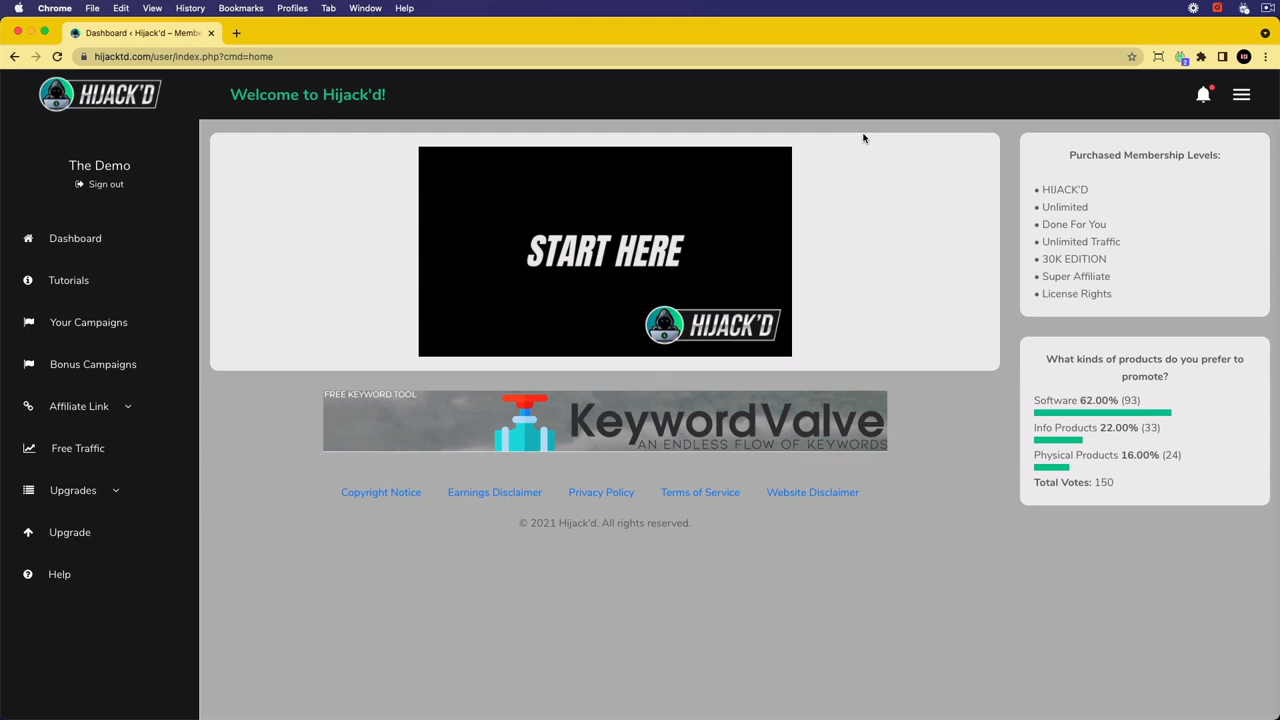 Chrome File Edit View History Bookmarks Profiles Tab Window Help
Dashboard ‹ Hijack'd – Membe
hijacktd.com/user/index.php?cmd=home
2
HIJACK'D
Welcome to Hijack'd!
The Demo
Sign out
Dashboard
Tutorials
Your Campaigns
Bonus Campaigns
Affiliate Link
Free Traffic
Upgrades
Upgrade
Help
START HERE
HIJACK'D
FREE KEYWORD TOOL
KeywordValve
AN ENDLESS FLOW OF KEYWORDS
Copyright Notice Earnings Disclaimer Privacy Policy Terms of Service Website Disclaimer
© 2021 Hijack'd. All rights reserved.
Purchased Membership Levels:
• HIJACK'D
• Unlimited
• Done For You
• Unlimited Traffic
• 30K EDITION
• Super Affiliate
• License Rights
What kinds of products do you prefer to
promote?
Software 62.00% (93)
Info Products 22.00% (33)
Physical Products 16.00% (24)
Total Votes: 150